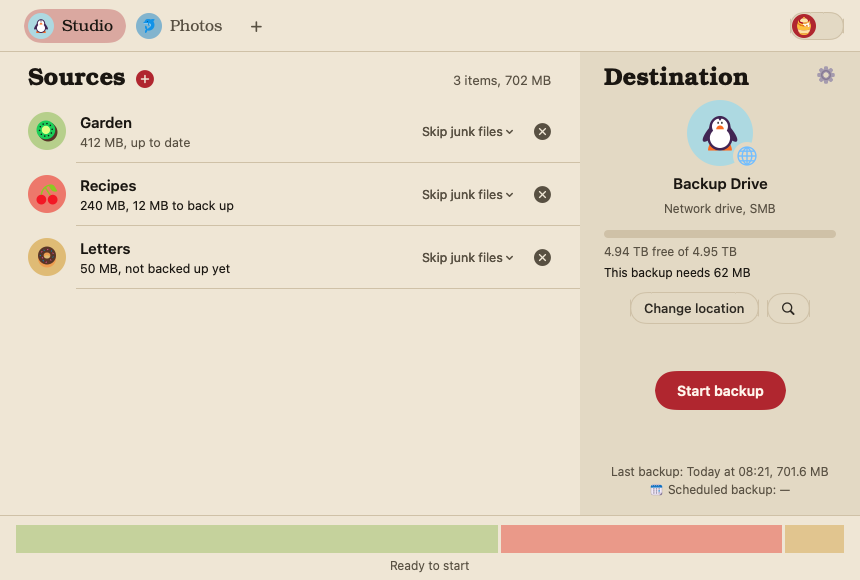 Studio
Photos
+
Sources
3 items, 702 MB
Garden
412 MB, up to date
Skip junk files
Recipes
240 MB, 12 MB to back up
Skip junk files
Letters
50 MB, not backed up yet
Skip junk files
Destination
Backup Drive
Network drive, SMB
4.94 TB free of 4.95 TB
This backup needs 62 MB
Change location
Start backup
Last backup: Today at 08:21, 701.6 MB
Scheduled backup: —
Ready to start